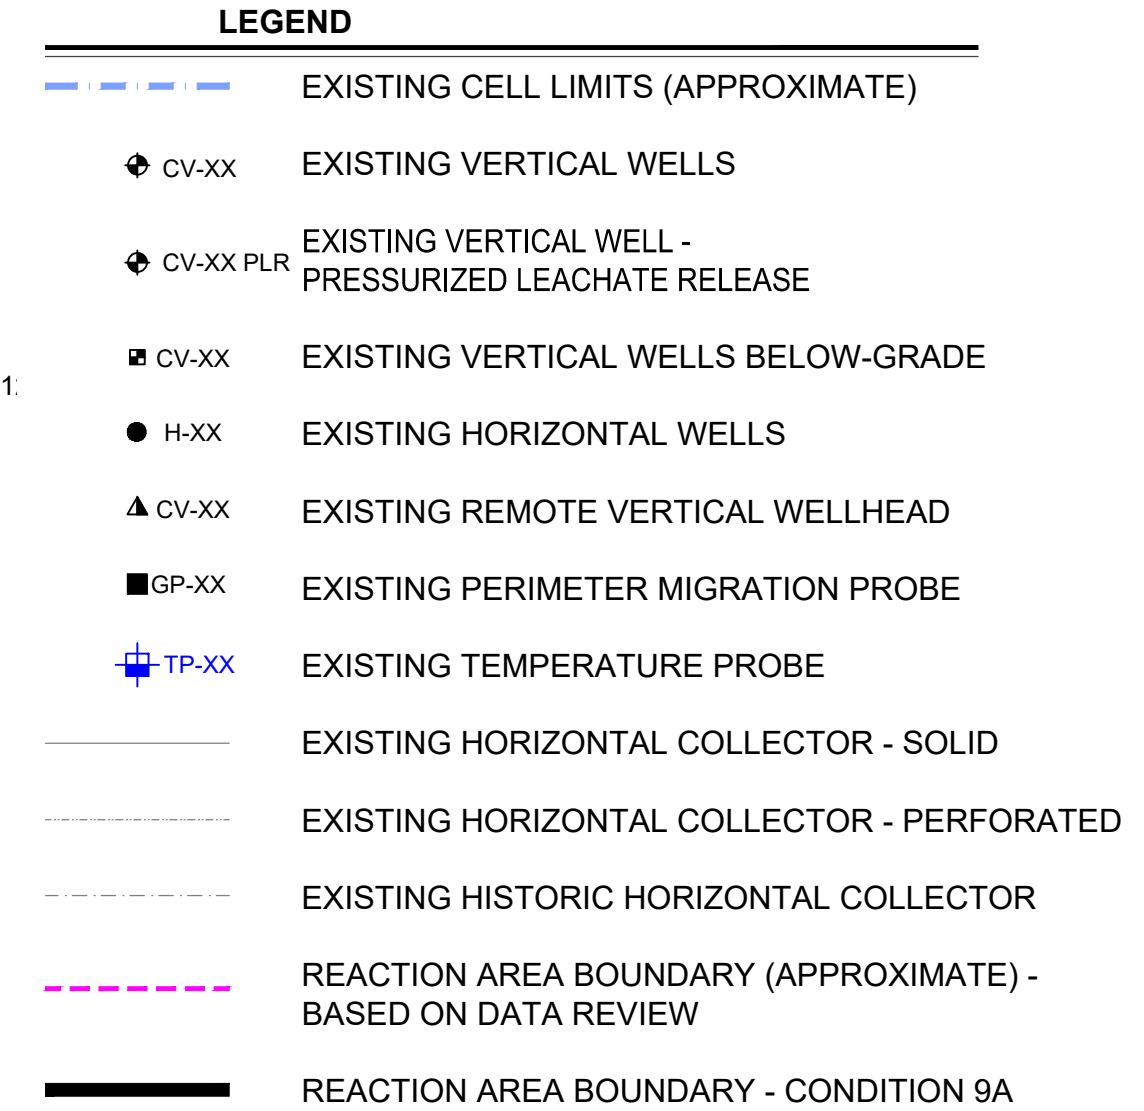 LEGEND
EXISTING CELL LIMITS (APPROXIMATE)
CV-XX EXISTING VERTICAL WELLS
CV-XX PLR EXISTING VERTICAL WELL -
PRESSURIZED LEACHATE RELEASE
CV-XX EXISTING VERTICAL WELLS BELOW-GRADE
H-XX EXISTING HORIZONTAL WELLS
CV-XX EXISTING REMOTE VERTICAL WELLHEAD
GP-XX EXISTING PERIMETER MIGRATION PROBE
TP-XX EXISTING TEMPERATURE PROBE
EXISTING HORIZONTAL COLLECTOR - SOLID
EXISTING HORIZONTAL COLLECTOR - PERFORATED
EXISTING HISTORIC HORIZONTAL COLLECTOR
REACTION AREA BOUNDARY (APPROXIMATE) -
BASED ON DATA REVIEW
REACTION AREA BOUNDARY - CONDITION 9A